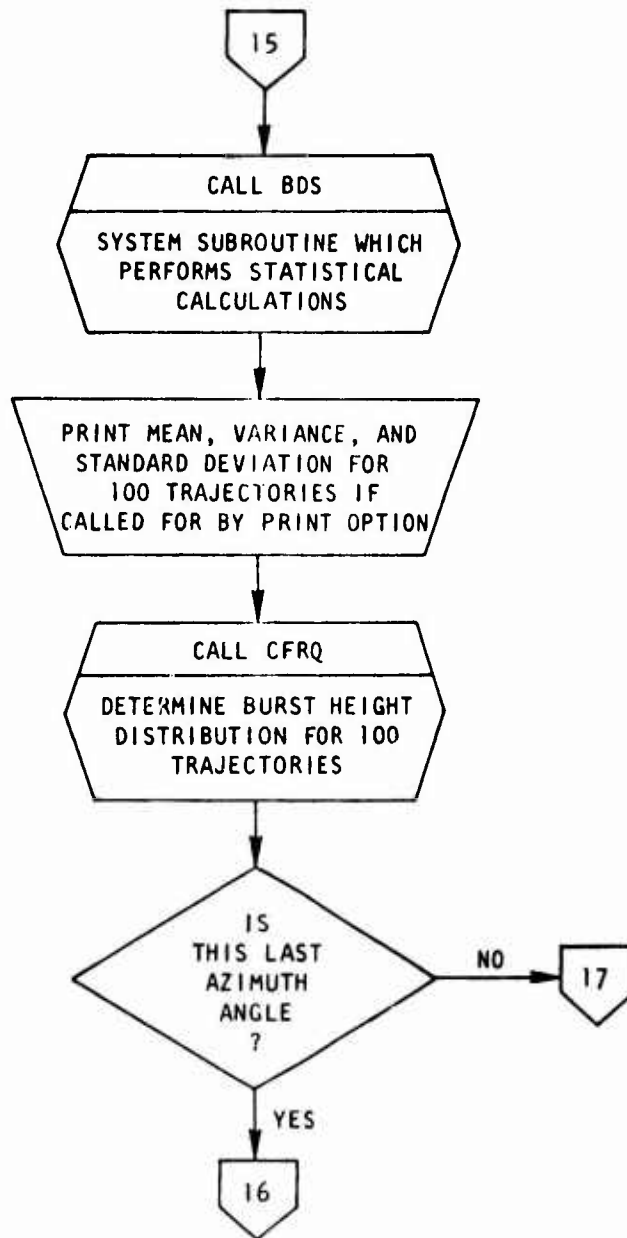 15
CALL BDS
SYSTEM SUBROUTINE WHICH
PERFORMS STATISTICAL
CALCULATIONS
PRINT MEAN, VARIANCE, AND
STANDARD DEVIATION FOR
100 TRAJECTORIES IF
CALLED FOR BY PRINT OPTION
CALL CFRQ
DETERMINE BURST HEIGHT
DISTRIBUTION FOR 100
TRAJECTORIES
IS
THIS LAST
AZIMUTH
ANGLE
?
NO
17
YES
16